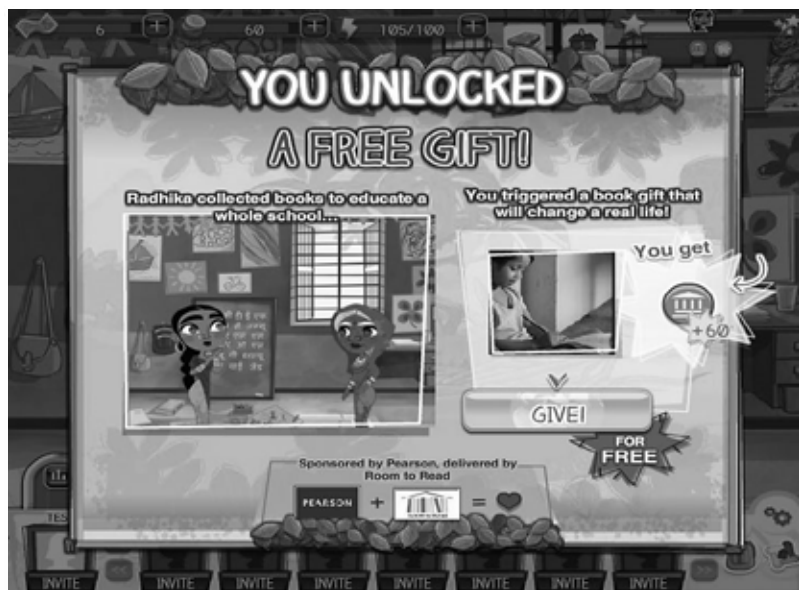 6
60
105/100
YOU UNLOCKED
A FREE GIFT!
Radhika collected books to educate a
whole school...
You triggered a book gift that
will change a real life!
You get
+60
GIVE!
FOR
FREE
Sponsored by Pearson, delivered by
Room to Read
PEARSON + =
INVITE
INVITE
INVITE
INVITE
INVITE
INVITE
INVITE
INVITE